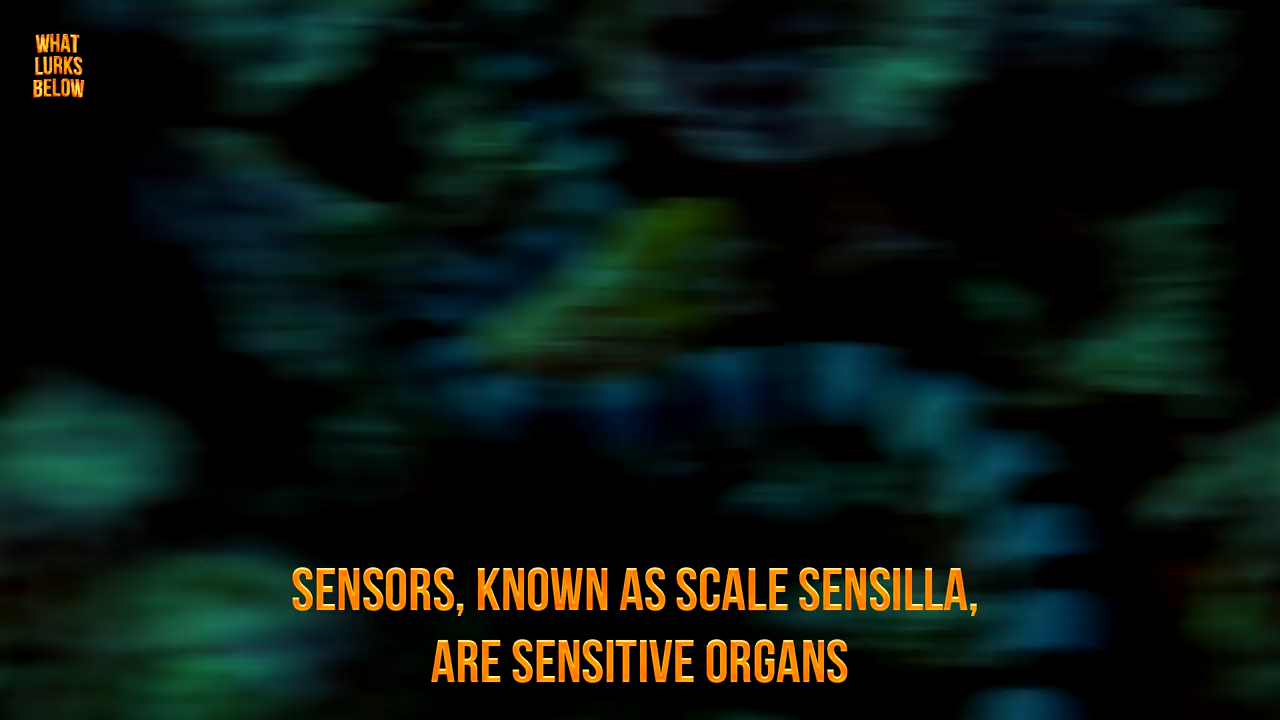 WHAT
LURKS
BELOW
SENSORS, KNOWN AS SCALE SENSILLA,
ARE SENSITIVE ORGANS